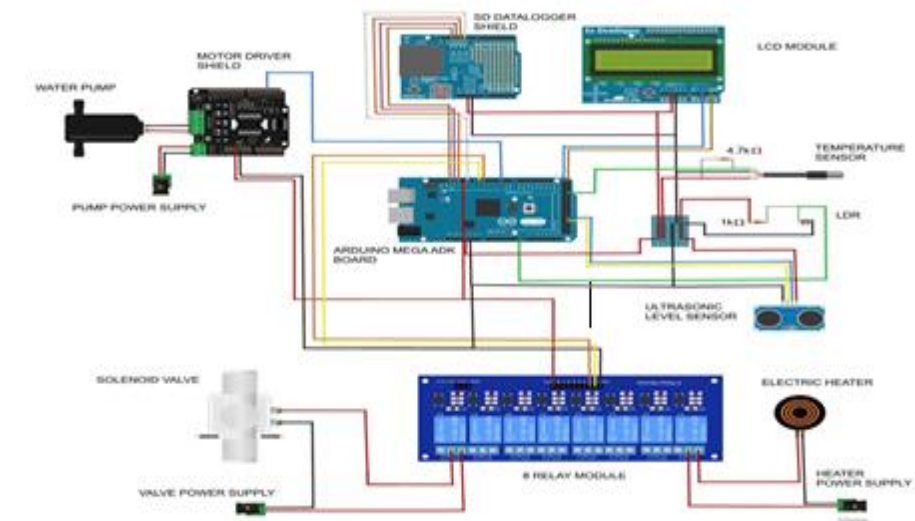 SD DATALOGGER
SHIELD
LCD MODULE
MOTOR DRIVER
SHIELD
WATER PUMP
4.7kΩ
TEMPERATURE
SENSOR
PUMP POWER SUPPLY
1kΩ
LDR
ARDUINO MEGA ADK
BOARD
ULTRASONIC
LEVEL SENSOR
SOLENOID VALVE
ELECTRIC HEATER
8 RELAY MODULE
HEATER
POWER SUPPLY
VALVE POWER SUPPLY